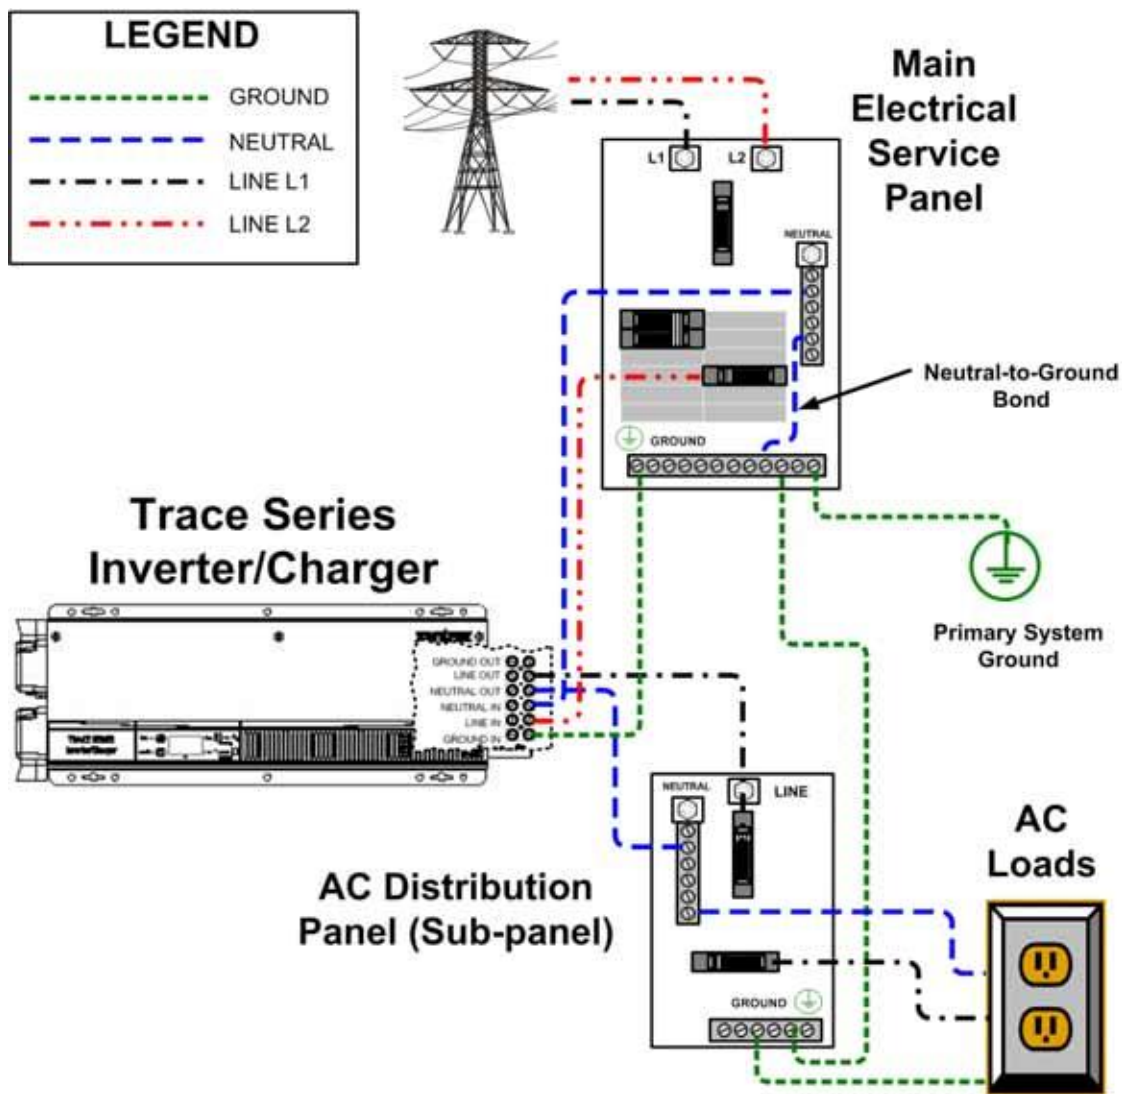 LEGEND
GROUND
NEUTRAL
LINE L1
LINE L2
Main
Electrical
Service
Panel
L1
L2
NEUTRAL
Neutral-to-Ground
Bond
GROUND
Primary System
Ground
Trace Series
Inverter/Charger
GROUND OUT
LINE OUT
NEUTRAL OUT
NEUTRAL IN
LINE IN
GROUND IN
NEUTRAL
LINE
AC Distribution
Panel (Sub-panel)
GROUND
AC
Loads